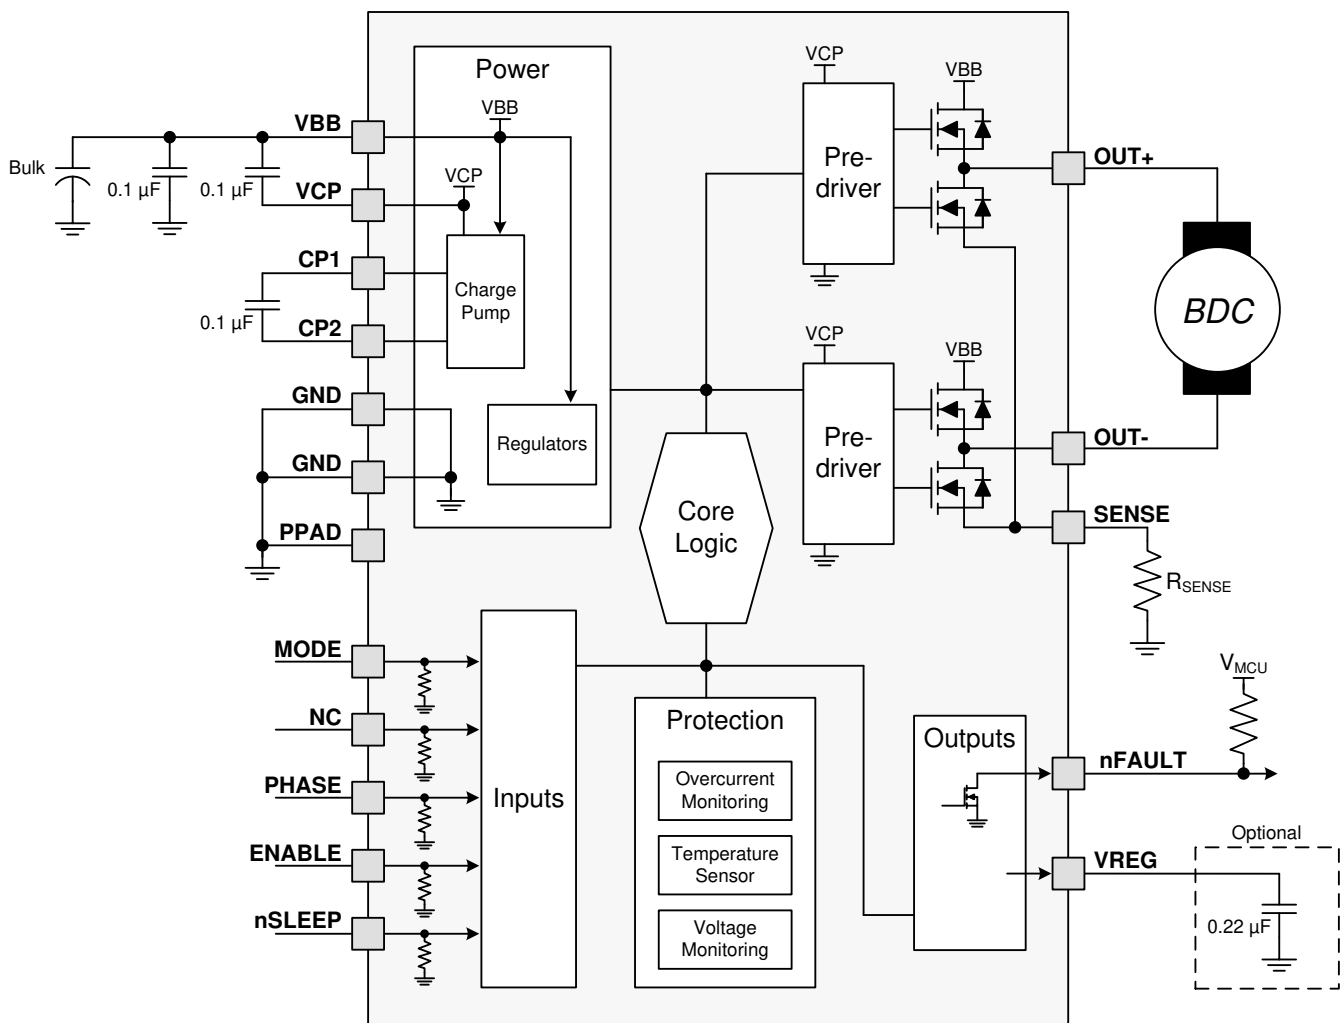 Power
VBB
VCP
Charge
Pump
Regulators
VBB
Bulk
0.1 µF
0.1 µF
VCP
CP1
0.1 µF
CP2
GND
GND
PPAD
VCP
Pre-
driver
VBB
OUT+
BDC
VCP
Pre-
driver
VBB
OUT-
SENSE
RSENSE
Core
Logic
MODE
NC
PHASE
ENABLE
nSLEEP
Inputs
Protection
Overcurrent
Monitoring
Temperature
Sensor
Voltage
Monitoring
Outputs
VMCU
nFAULT
VREG
Optional
0.22 µF